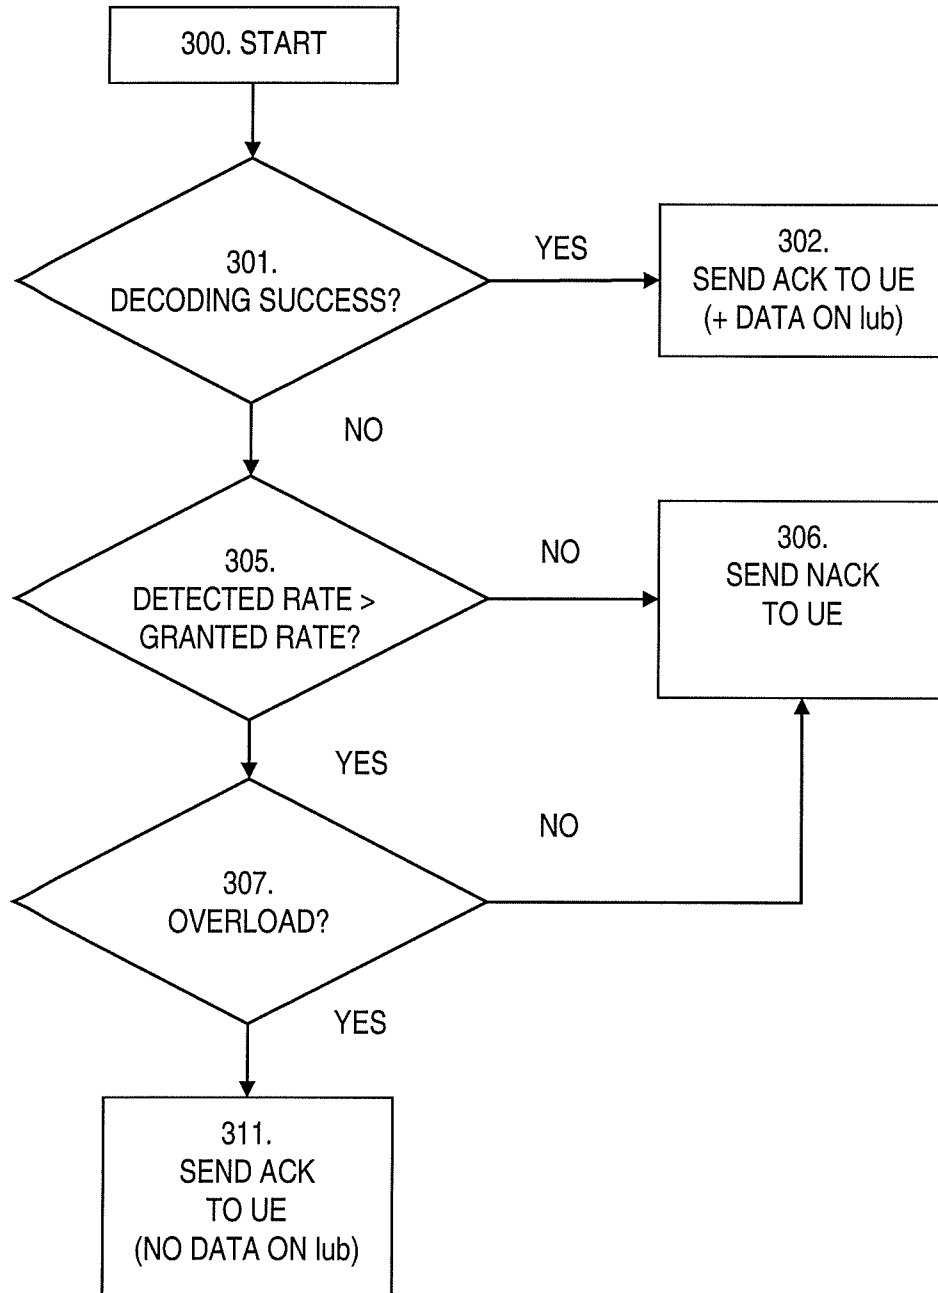 300. START
301.
DECODING SUCCESS?
YES
302.
SEND ACK TO UE
(+ DATA ON lub)
NO
305.
DETECTED RATE >
GRANTED RATE?
NO
306.
SEND NACK
TO UE
YES
307.
OVERLOAD?
NO
YES
311.
SEND ACK
TO UE
(NO DATA ON lub)